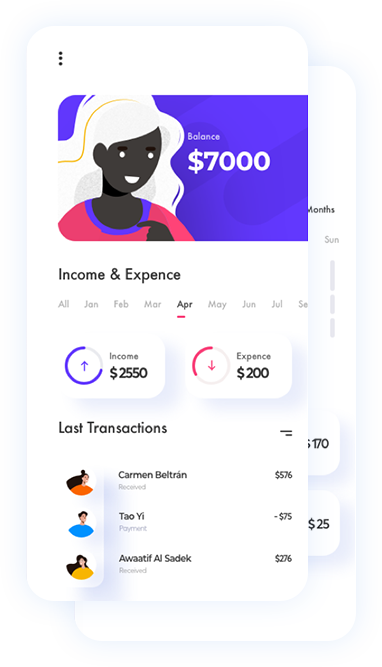 Balance
$7000
Months
Sun
Income & Expence
All Jan Feb Mar Apr May Jun Jul Se
Income
$2550
Expence
$200
Last Transactions
$170
Carmen Beltrán $576
Received
Tao Yi - $75
Payment
$25
Awaatif Al Sadek $276
Received